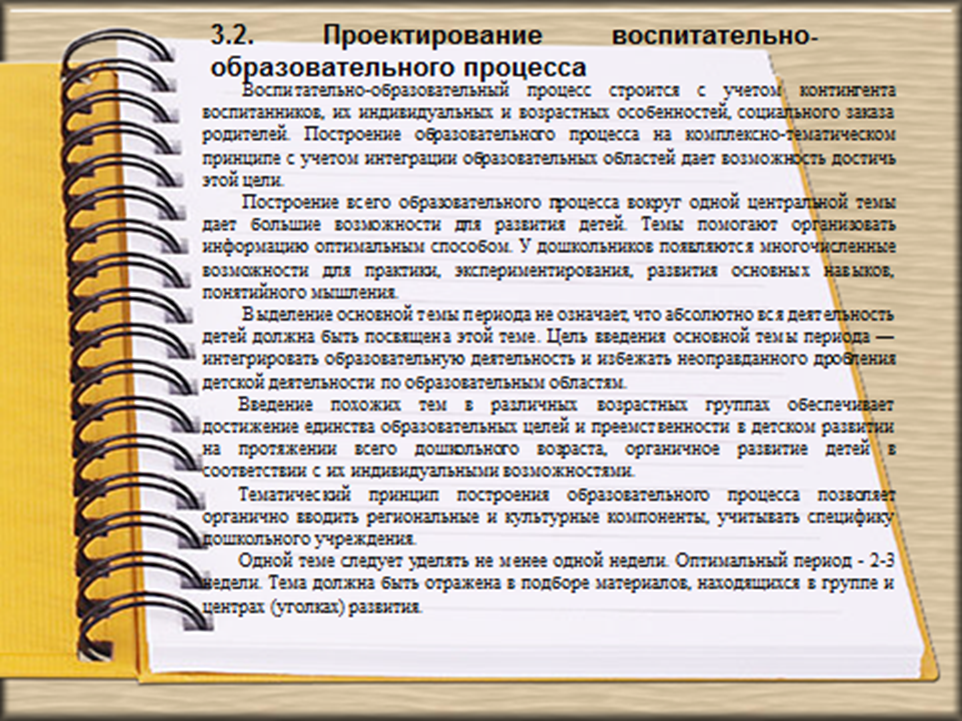 3.2. Проектирование воспитательно-
образовательного процесса
Воспитательно-образовательный процесс строится с учетом контингента
воспитанников, их индивидуальных и возрастных особенностей, социального заказа
родителей. Построение образовательного процесса на комплексно-тематическом
принципе с учетом интеграции образовательных областей дает возможность достичь
этой цели.
Построение всего образовательного процесса вокруг одной центральной темы
дает большие возможности для развития детей. Темы помогают организовать
информацию оптимальным способом. У дошкольников появляются многочисленные
возможности для практики, экспериментирования, развития основных навыков,
понятийного мышления.
Выделение основной темы периода не означает, что абсолютно вся деятельность
детей должна быть посвящена этой теме. Цель введения основной темы периода —
интегрировать образовательную деятельность и избежать неоправданного дробления
детской деятельности по образовательным областям.
Введение похожих тем в различных возрастных группах обеспечивает
достижение единства образовательных целей и преемственности в детском развитии
на протяжении всего дошкольного возраста, органичное развитие детей в
соответствии с их индивидуальными возможностями.
Тематический принцип построения образовательного процесса позволяет
органично вводить региональные и культурные компоненты, учитывать специфику
дошкольного учреждения.
Одной теме следует уделять не менее одной недели. Оптимальный период - 2-3
недели. Тема должна быть отражена в подборе материалов, находящихся в группе и
центрах (уголках) развития.